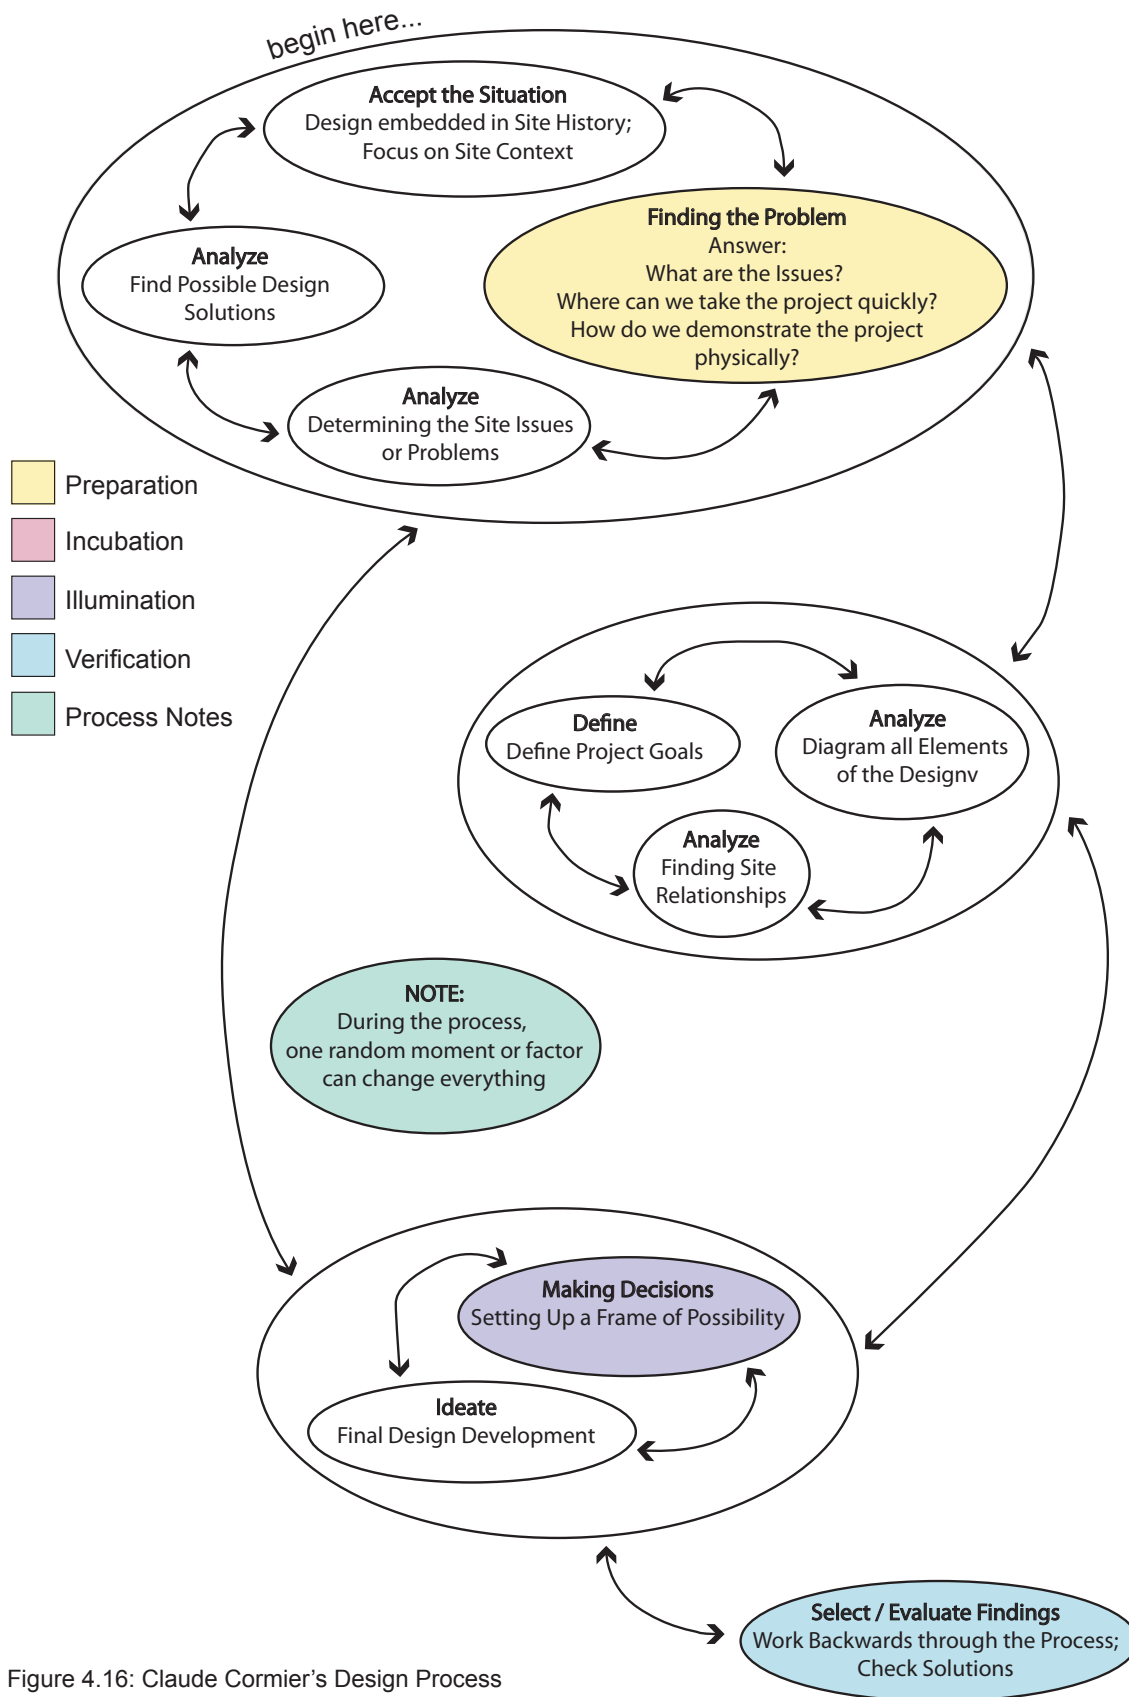 begin here...
Accept the Situation
Design embedded in Site History;
Focus on Site Context
Finding the Problem
Answer:
What are the Issues?
Where can we take the project quickly?
How do we demonstrate the project
physically?
Analyze
Find Possible Design
Solutions
Analyze
Determining the Site Issues
or Problems
Preparation
Incubation
Illumination
Verification
Process Notes
Define
Define Project Goals
Analyze
Diagram all Elements
of the Designv
Analyze
Finding Site
Relationships
NOTE:
During the process,
one random moment or factor
can change everything
Making Decisions
Setting Up a Frame of Possibility
Ideate
Final Design Development
Select / Evaluate Findings
Work Backwards through the Process;
Check Solutions
Figure 4.16: Claude Cormier's Design Process